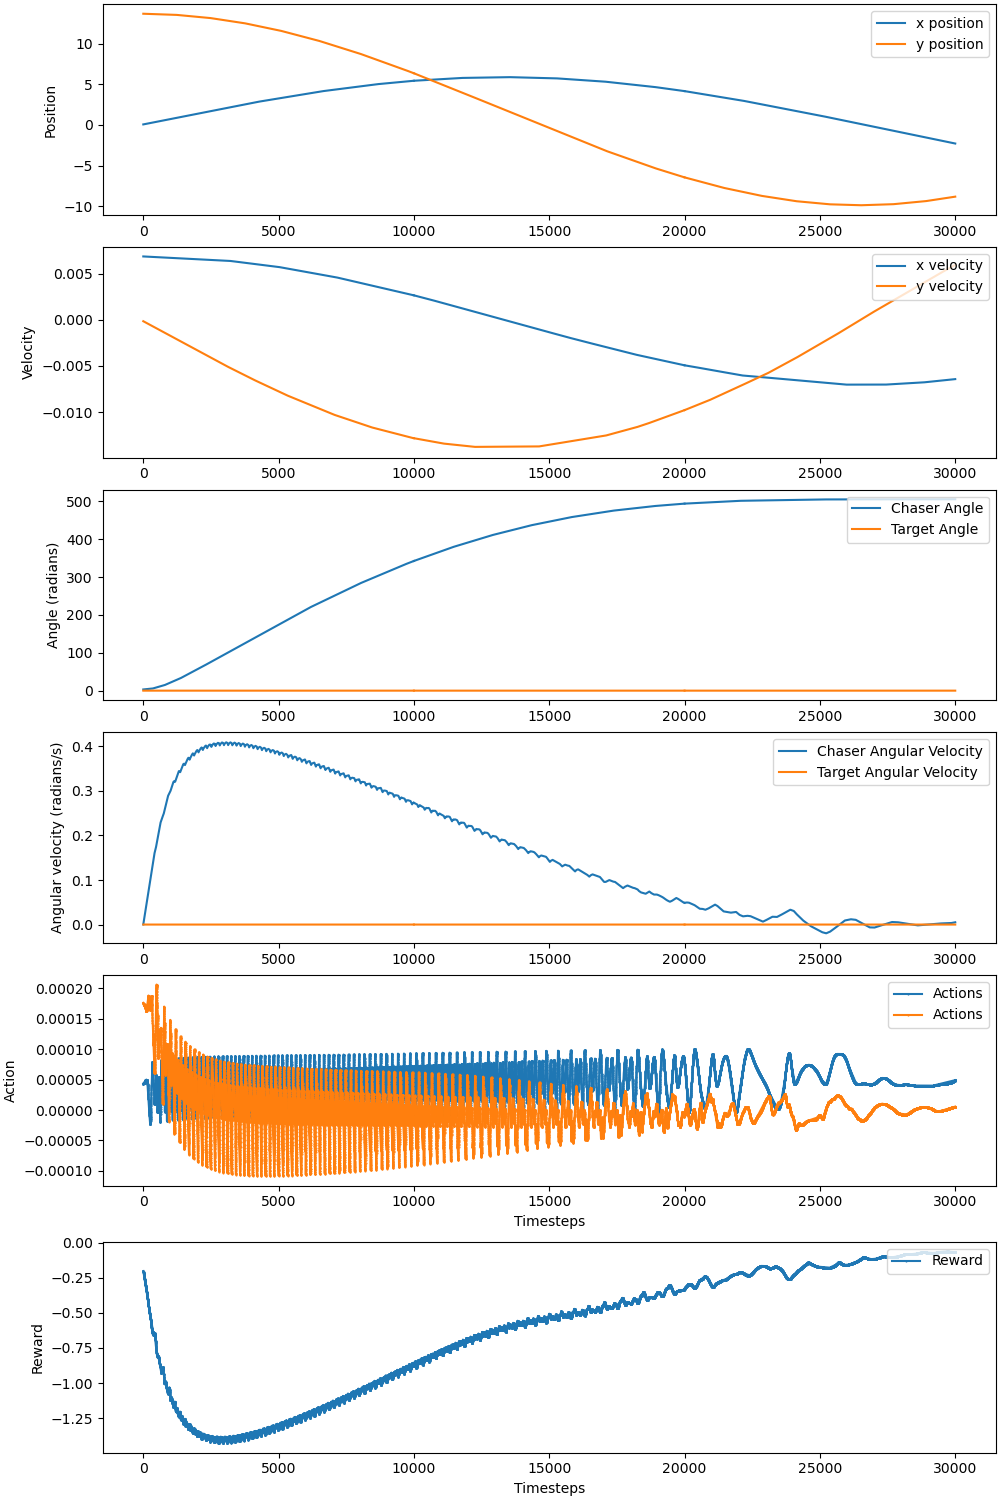 x position
y position
10
5
0
−5
−10
Position
0 5000 10000 15000 20000 25000 30000
x velocity
y velocity
0.005
0.000
−0.005
−0.010
Velocity
0 5000 10000 15000 20000 25000 30000
Chaser Angle
Target Angle
500
400
300
200
100
0
Angle (radians)
0 5000 10000 15000 20000 25000 30000
Chaser Angular Velocity
Target Angular Velocity
0.4
0.3
0.2
0.1
0.0
Angular velocity (radians/s)
0 5000 10000 15000 20000 25000 30000
Actions
Actions
0.00020
0.00015
0.00010
0.00005
0.00000
−0.00005
−0.00010
Action
0 5000 10000 15000 20000 25000 30000
Timesteps
Reward
0.00
−0.25
−0.50
−0.75
−1.00
−1.25
Reward
0 5000 10000 15000 20000 25000 30000
Timesteps